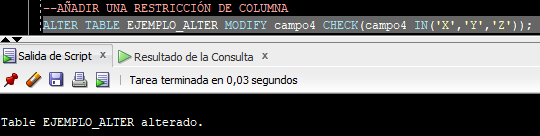 --AÑADIR UNA RESTRICCIÓN DE COLUMNA
ALTER TABLE EJEMPLO_ALTER MODIFY campo4 CHECK(campo4 IN('X','Y','Z'));
Salida de Script x Resultado de la Consulta x
Tarea terminada en 0,03 segundos
Table EJEMPLO_ALTER alterado.